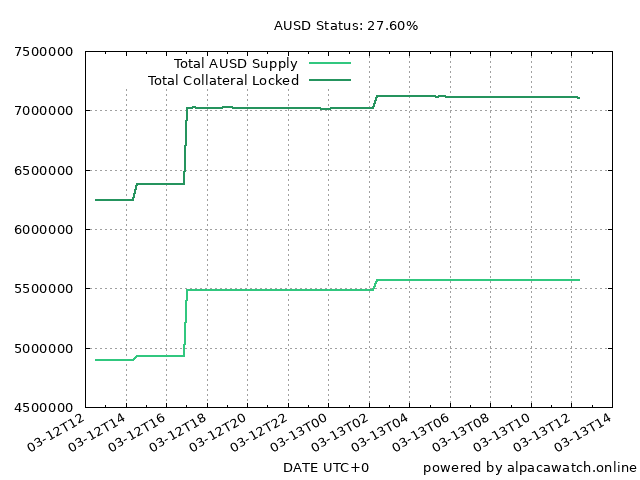 AUSD Status: 27.60%
Total AUSD Supply
Total Collateral Locked
7500000
7000000
6500000
6000000
5500000
5000000
4500000
03-12T12
03-12T14
03-12T16
03-12T18
03-12T20
03-12T22
03-13T00
03-13T02
03-13T04
03-13T06
03-13T08
03-13T10
03-13T12
03-13T14
DATE UTC+0
powered by alpacawatch.online